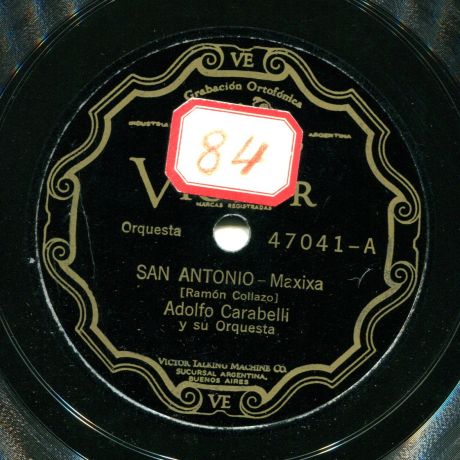 VE
Grabación Ortofónica
INDUSTRIA ARGENTINA
84
MARCAS REGISTRADAS
Orquesta 47041-A
SAN ANTONIO - Maxixa
[Ramón Collazo]
Adolfo Carabelli
y su Orquesta
VICTOR TALKING MACHINE CO.
SUCURSAL ARGENTINA,
BUENOS AIRES
VE